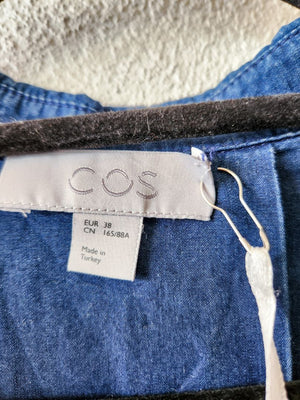 COS
EUR 38
CN 165/88A
Made in
Turkey